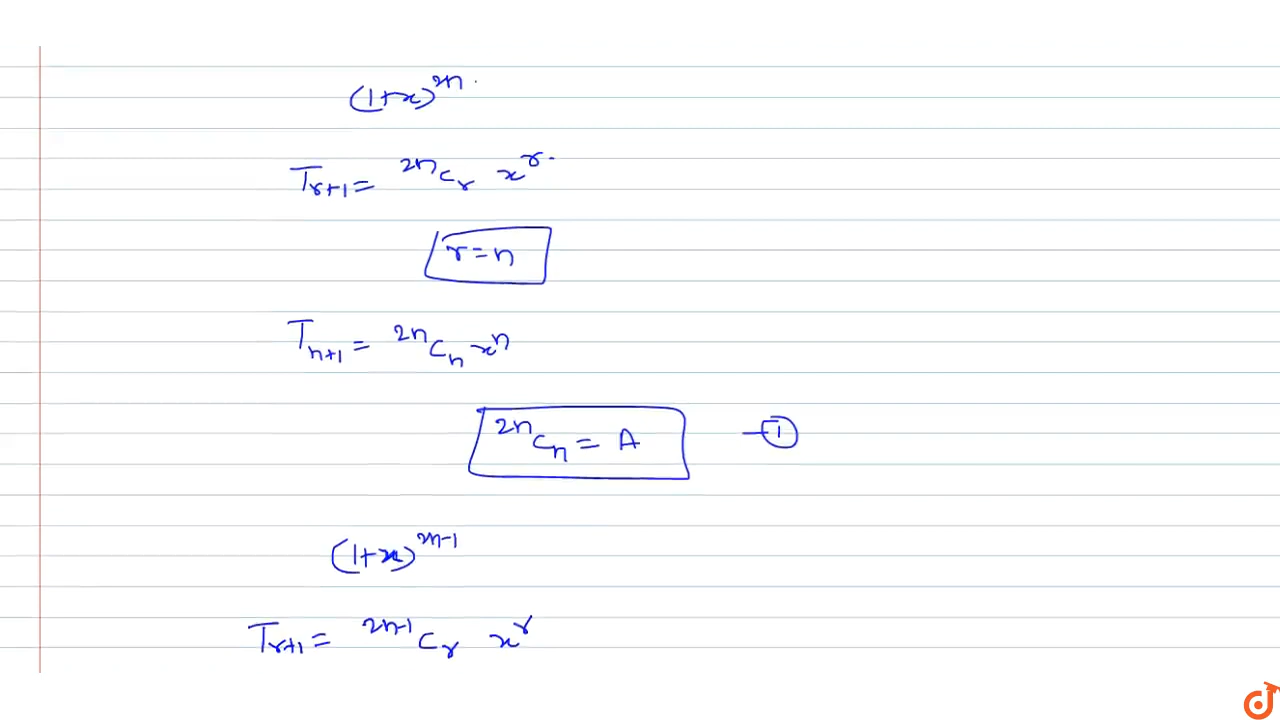 (1+x)^2n
T_r+1 = ^2nC_r x^r
r=n
T_n+1 = ^2nC_n x^n
^2nC_n = A —①
(1+x)^2n-1
T_r+1 = ^2n-1C_r x^r